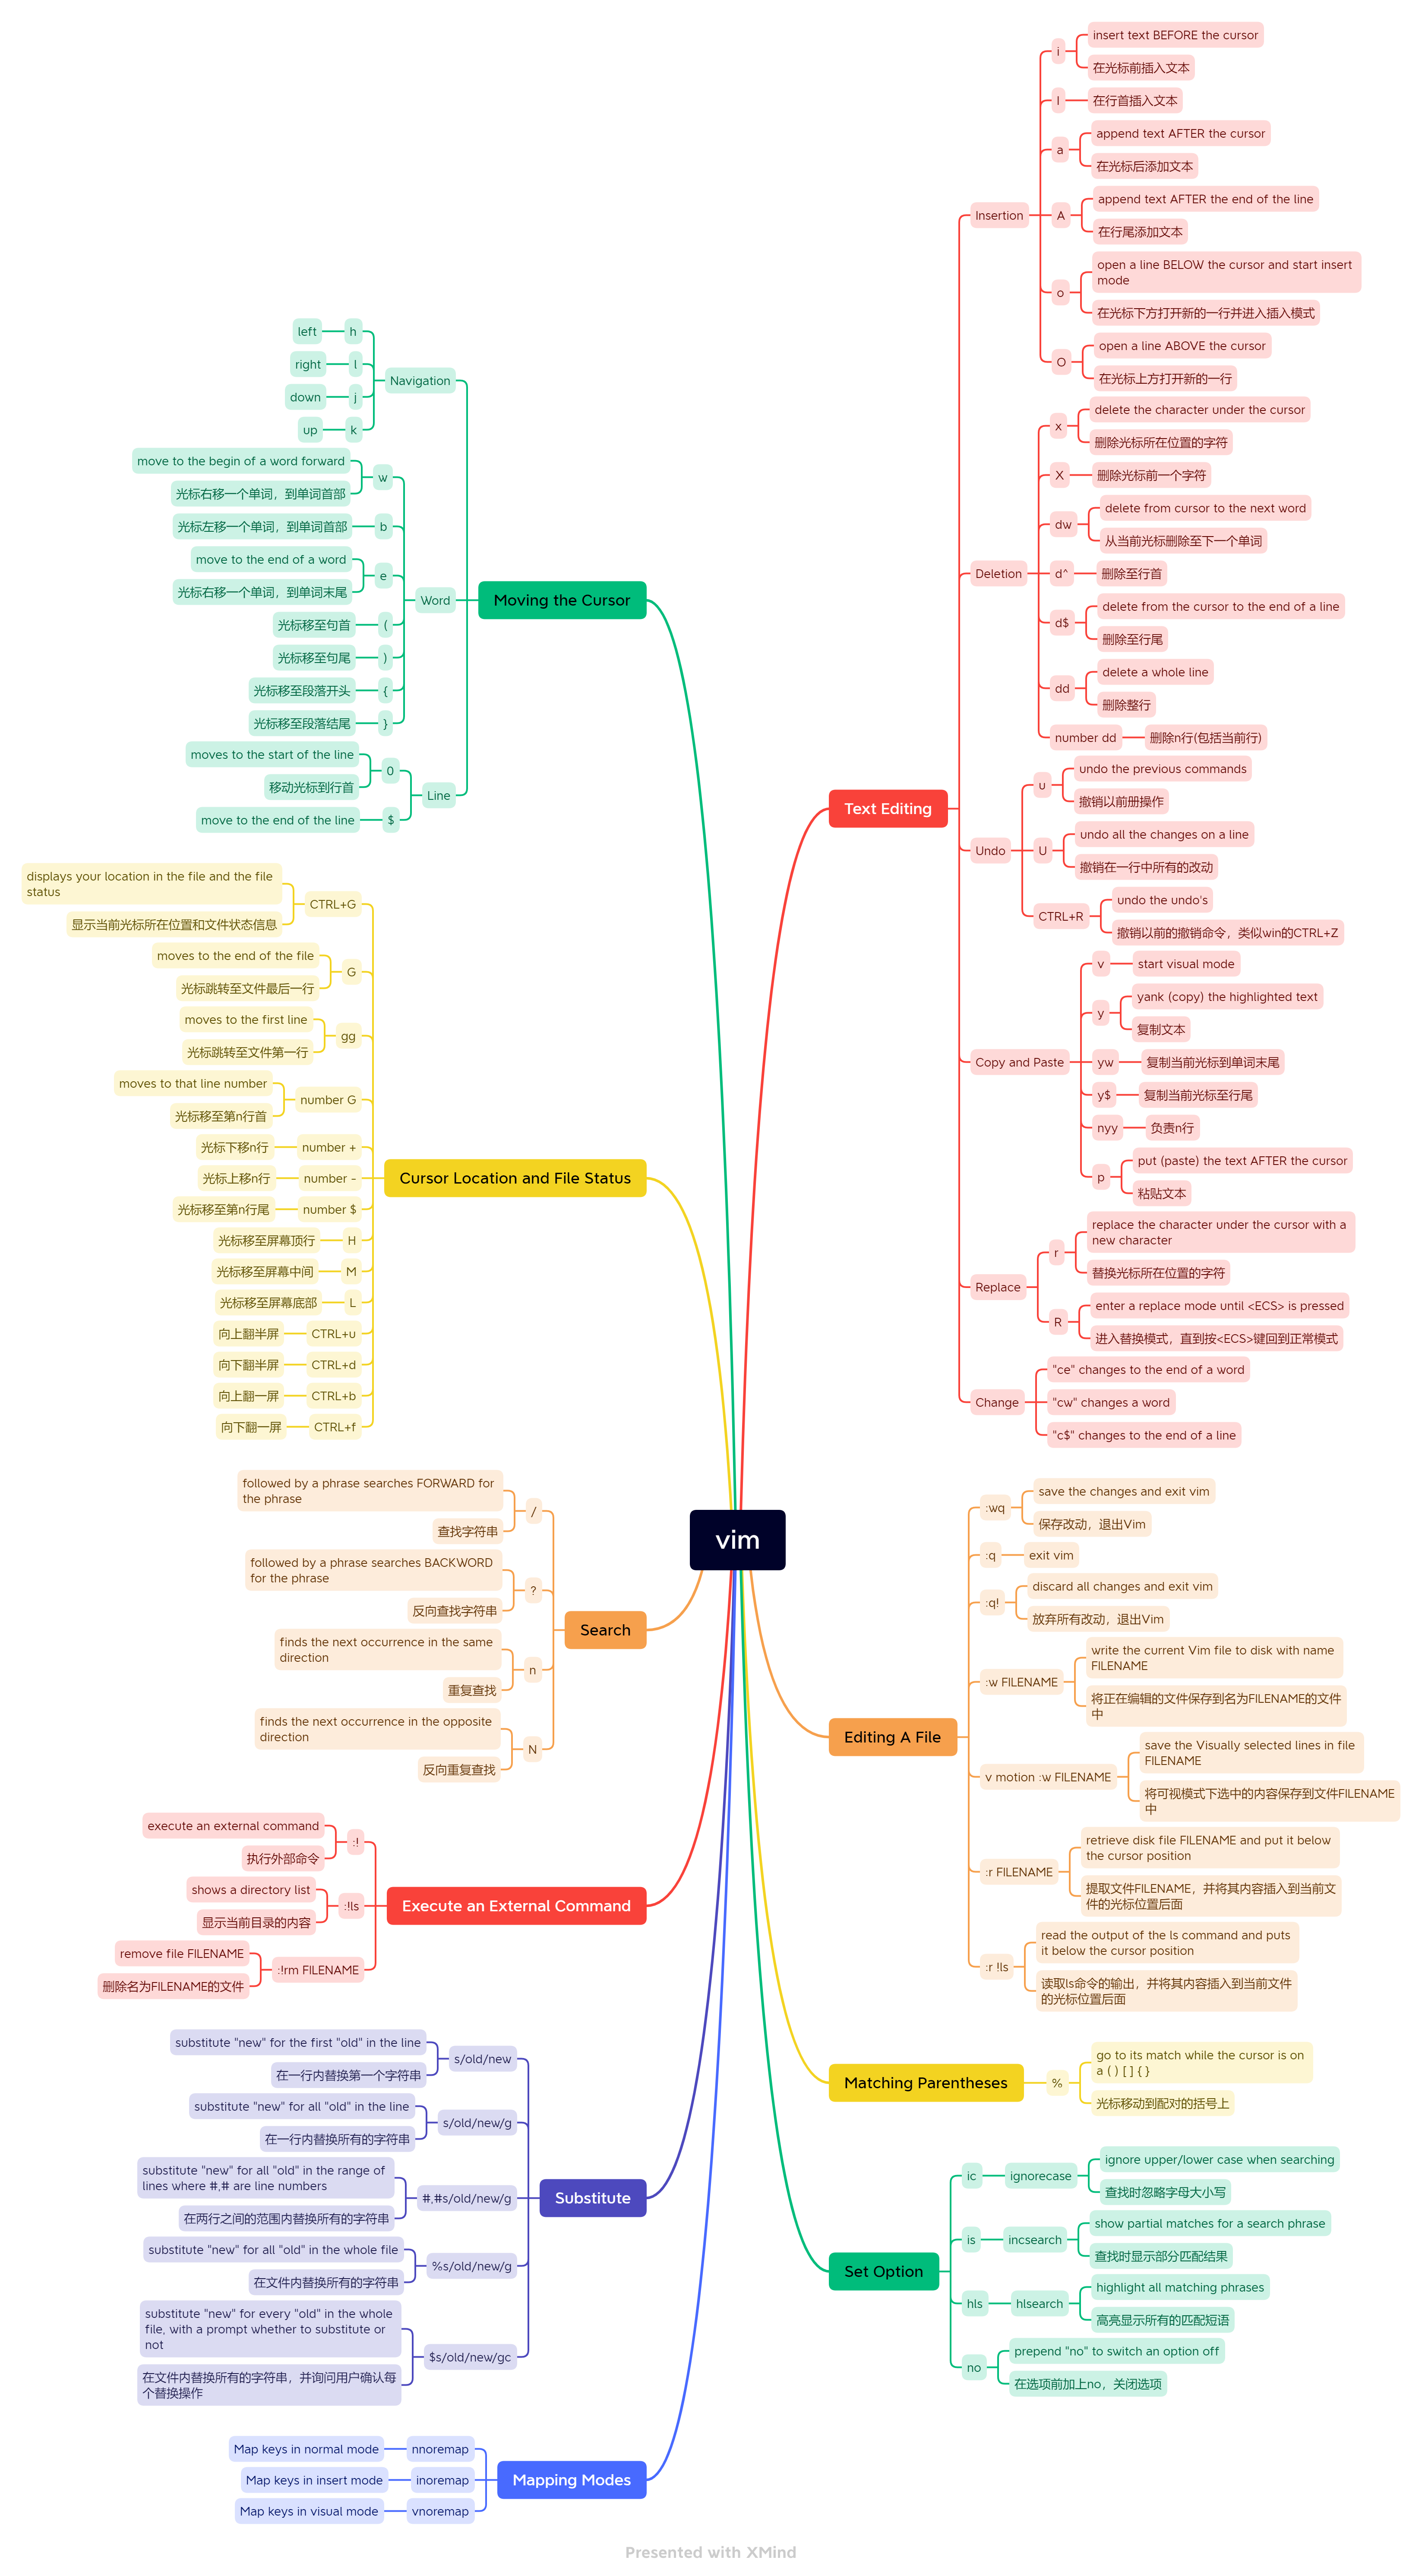 vim
Moving the Cursor
Navigation
h
left
l
right
j
down
k
up
Word
w
move to the begin of a word forward
光标右移一个单词，到单词首部
b
光标左移一个单词，到单词首部
e
move to the end of a word
光标右移一个单词，到单词末尾
(
光标移至句首
)
光标移至句尾
{
光标移至段落开头
}
光标移至段落结尾
Line
0
moves to the start of the line
移动光标到行首
$
move to the end of the line
Cursor Location and File Status
CTRL+G
displays your location in the file and the file
status
显示当前光标所在位置和文件状态信息
G
moves to the end of the file
光标跳转至文件最后一行
gg
moves to the first line
光标跳转至文件第一行
number G
moves to that line number
光标移至第n行首
number +
光标下移n行
number -
光标上移n行
number $
光标移至第n行尾
H
光标移至屏幕顶行
M
光标移至屏幕中间
L
光标移至屏幕底部
CTRL+u
向上翻半屏
CTRL+d
向下翻半屏
CTRL+b
向上翻一屏
CTRL+f
向下翻一屏
Search
/
followed by a phrase searches FORWARD for
the phrase
查找字符串
?
followed by a phrase searches BACKWORD
for the phrase
反向查找字符串
n
finds the next occurrence in the same
direction
重复查找
N
finds the next occurrence in the opposite
direction
反向重复查找
Execute an External Command
:!
execute an external command
执行外部命令
:!ls
shows a directory list
显示当前目录的内容
:!rm FILENAME
remove file FILENAME
删除名为FILENAME的文件
Substitute
s/old/new
substitute "new" for the first "old" in the line
在一行内替换第一个字符串
s/old/new/g
substitute "new" for all "old" in the line
在一行内替换所有的字符串
#,#s/old/new/g
substitute "new" for all "old" in the range of
lines where #,# are line numbers
在两行之间的范围内替换所有的字符串
%s/old/new/g
substitute "new" for all "old" in the whole file
在文件内替换所有的字符串
$s/old/new/gc
substitute "new" for every "old" in the whole
file, with a prompt whether to substitute or
not
在文件内替换所有的字符串，并询问用户确认每
个替换操作
Mapping Modes
nnoremap
Map keys in normal mode
inoremap
Map keys in insert mode
vnoremap
Map keys in visual mode
Text Editing
Insertion
i
insert text BEFORE the cursor
在光标前插入文本
I
在行首插入文本
a
append text AFTER the cursor
在光标后添加文本
A
append text AFTER the end of the line
在行尾添加文本
o
open a line BELOW the cursor and start insert
mode
在光标下方打开新的一行并进入插入模式
O
open a line ABOVE the cursor
在光标上方打开新的一行
Deletion
x
delete the character under the cursor
删除光标所在位置的字符
X
删除光标前一个字符
dw
delete from cursor to the next word
从当前光标删除至下一个单词
d^
删除至行首
d$
delete from the cursor to the end of a line
删除至行尾
dd
delete a whole line
删除整行
number dd
删除n行(包括当前行)
Undo
u
undo the previous commands
撤销以前册操作
U
undo all the changes on a line
撤销在一行中所有的改动
CTRL+R
undo the undo's
撤销以前的撤销命令，类似win的CTRL+Z
Copy and Paste
v
start visual mode
y
yank (copy) the highlighted text
复制文本
yw
复制当前光标到单词末尾
y$
复制当前光标至行尾
nyy
负责n行
p
put (paste) the text AFTER the cursor
粘贴文本
Replace
r
replace the character under the cursor with a
new character
替换光标所在位置的字符
R
enter a replace mode until <ECS> is pressed
进入替换模式，直到按<ECS>键回到正常模式
Change
"ce" changes to the end of a word
"cw" changes a word
"c$" changes to the end of a line
Editing A File
:wq
save the changes and exit vim
保存改动，退出Vim
:q
exit vim
:q!
discard all changes and exit vim
放弃所有改动，退出Vim
:w FILENAME
write the current Vim file to disk with name
FILENAME
将正在编辑的文件保存到名为FILENAME的文件
中
v motion :w FILENAME
save the Visually selected lines in file
FILENAME
将可视模式下选中的内容保存到文件FILENAME
中
:r FILENAME
retrieve disk file FILENAME and put it below
the cursor position
提取文件FILENAME，并将其内容插入到当前文
件的光标位置后面
:r !ls
read the output of the ls command and puts
it below the cursor position
读取ls命令的输出，并将其内容插入到当前文件
的光标位置后面
Matching Parentheses
%
go to its match while the cursor is on
a ( ) [ ] { }
光标移动到配对的括号上
Set Option
ic
ignorecase
ignore upper/lower case when searching
查找时忽略字母大小写
is
incsearch
show partial matches for a search phrase
查找时显示部分匹配结果
hls
hlsearch
highlight all matching phrases
高亮显示所有的匹配短语
no
prepend "no" to switch an option off
在选项前加上no，关闭选项
Presented with XMind